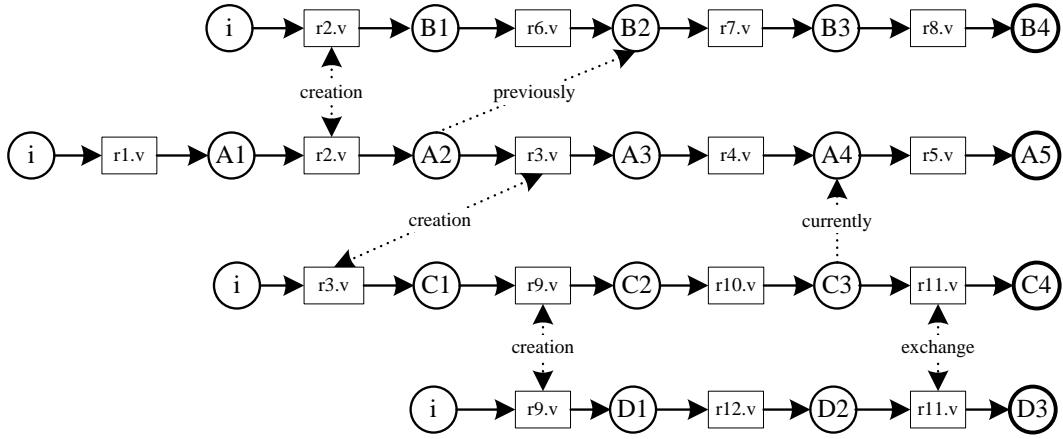 i r2.v B1 r6.v B2 r7.v B3 r8.v B4
creation previously
i r1.v A1 r2.v A2 r3.v A3 r4.v A4 r5.v A5
creation currently
i r3.v C1 r9.v C2 r10.v C3 r11.v C4
creation exchange
i r9.v D1 r12.v D2 r11.v D3